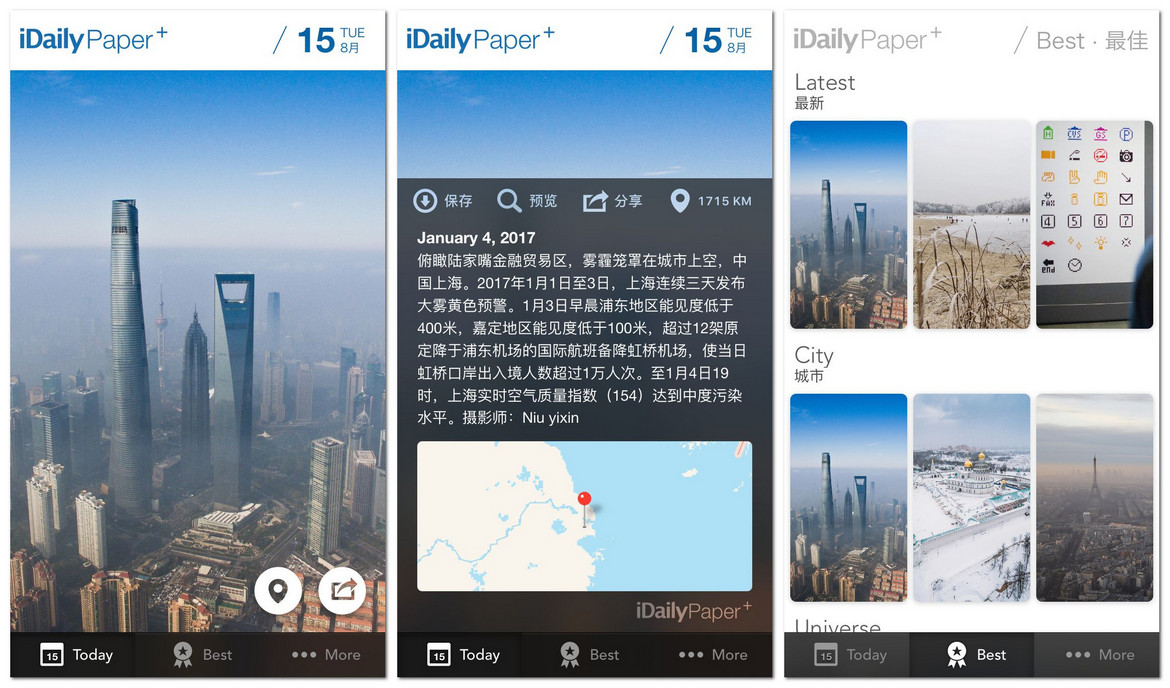 iDailyPaper+
15 TUE
8月
15 Today
Best
More
iDailyPaper+
15 TUE
8月
保存 预览 分享 1715 KM
January 4, 2017
俯瞰陆家嘴金融贸易区，雾霾笼罩在城市上空，中
国上海。2017年1月1日至3日，上海连续三天发布
大雾黄色预警。1月3日早晨浦东地区能见度低于
400米，嘉定地区能见度低于100米，超过12架原
定降于浦东机场的国际航班备降虹桥机场，使当日
虹桥口岸出入境人数超过1万人次。至1月4日19
时，上海实时空气质量指数（154）达到中度污染
水平。摄影师：Niu yixin
iDailyPaper+
15 Today
Best
More
iDailyPaper+
Best · 最佳
Latest
最新
H CVS GS P
FAX
4 5 6 7
End
City
城市
Universe
15 Today
Best
More